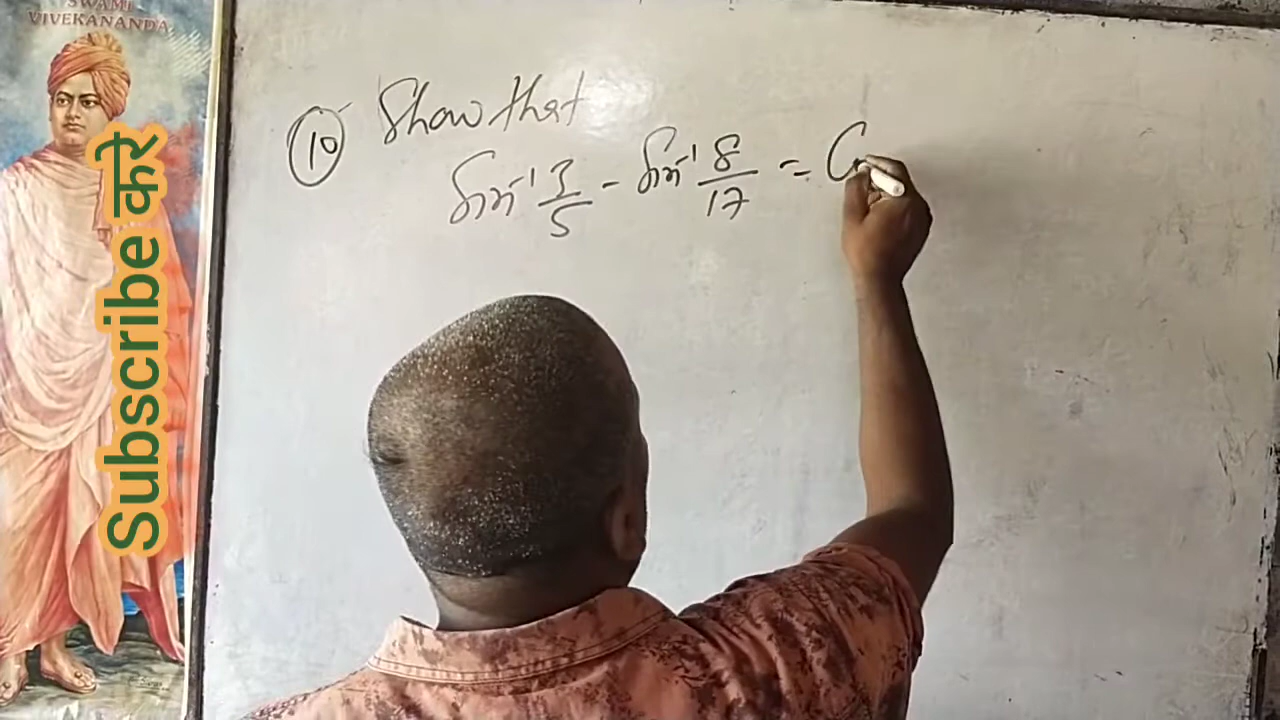 SWAMI
VIVEKANANDA
Subscribe करे
⑩ Show that
sin⁻¹ 3/5 - sin⁻¹ 8/17 = C